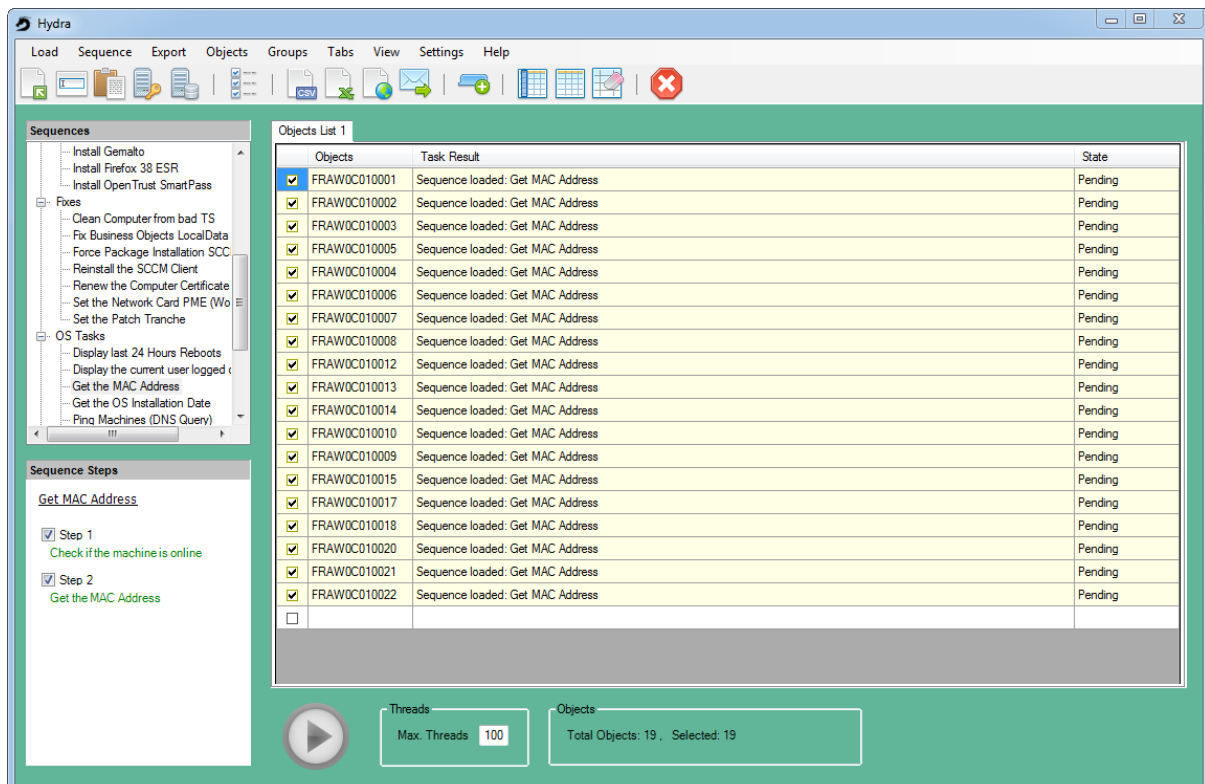 Hydra
Load Sequence Export Objects Groups Tabs View Settings Help
CSV
Sequences
Install Gemalto
Install Firefox 38 ESR
Install OpenTrust SmartPass
Fixes
Clean Computer from bad TS
Fix Business Objects LocalData
Force Package Installation SCC
Reinstall the SCCM Client
Renew the Computer Certificate
Set the Network Card PME (Wo
Set the Patch Tranche
OS Tasks
Display last 24 Hours Reboots
Display the current user logged
Get the MAC Address
Get the OS Installation Date
Ping Machines (DNS Query)
Sequence Steps
Get MAC Address
Step 1
Check if the machine is online
Step 2
Get the MAC Address
Objects List 1
Objects Task Result State
FRAW0C010001 Sequence loaded: Get MAC Address Pending
FRAW0C010002 Sequence loaded: Get MAC Address Pending
FRAW0C010003 Sequence loaded: Get MAC Address Pending
FRAW0C010005 Sequence loaded: Get MAC Address Pending
FRAW0C010004 Sequence loaded: Get MAC Address Pending
FRAW0C010006 Sequence loaded: Get MAC Address Pending
FRAW0C010007 Sequence loaded: Get MAC Address Pending
FRAW0C010008 Sequence loaded: Get MAC Address Pending
FRAW0C010012 Sequence loaded: Get MAC Address Pending
FRAW0C010013 Sequence loaded: Get MAC Address Pending
FRAW0C010014 Sequence loaded: Get MAC Address Pending
FRAW0C010010 Sequence loaded: Get MAC Address Pending
FRAW0C010009 Sequence loaded: Get MAC Address Pending
FRAW0C010015 Sequence loaded: Get MAC Address Pending
FRAW0C010017 Sequence loaded: Get MAC Address Pending
FRAW0C010018 Sequence loaded: Get MAC Address Pending
FRAW0C010020 Sequence loaded: Get MAC Address Pending
FRAW0C010021 Sequence loaded: Get MAC Address Pending
FRAW0C010022 Sequence loaded: Get MAC Address Pending
Threads
Max. Threads 100
Objects
Total Objects: 19 , Selected: 19